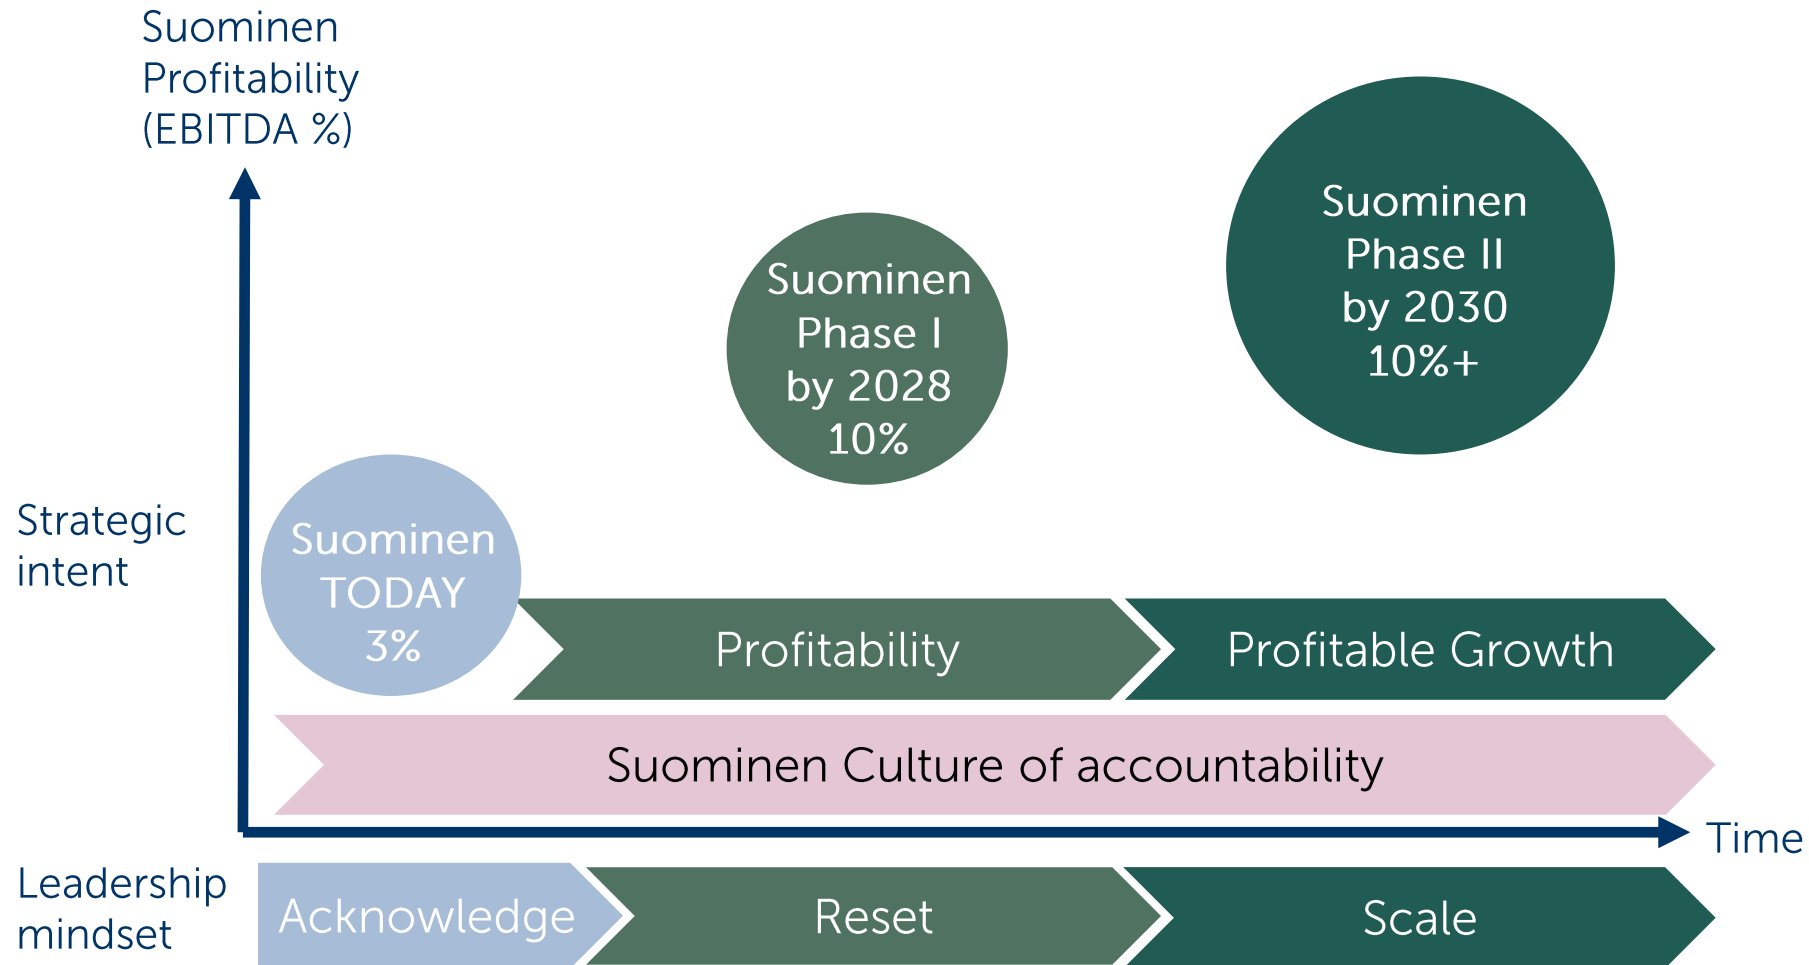 Suominen
Profitability
(EBITDA %)
Suominen
Phase II
by 2030
10%+
Suominen
Phase I
by 2028
10%
Strategic
intent
Suominen
TODAY
3%
Profitability
Profitable Growth
Suominen Culture of accountability
Time
Leadership
mindset
Acknowledge
Reset
Scale